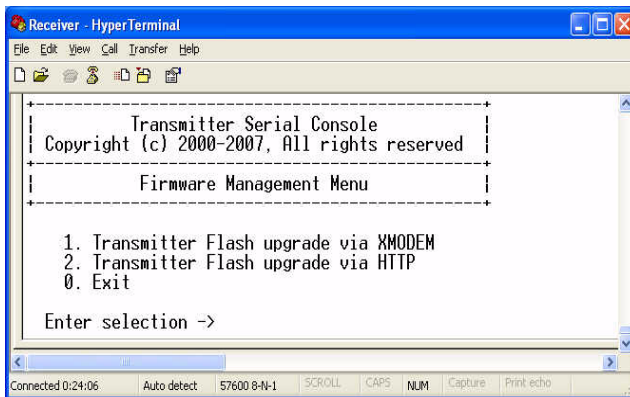 Receiver - HyperTerminal
File Edit View Call Transfer Help
Transmitter Serial Console
Copyright (c) 2000-2007, All rights reserved
Firmware Management Menu
1. Transmitter Flash upgrade via XMODEM
2. Transmitter Flash upgrade via HTTP
0. Exit
Enter selection ->
Connected 0:24:06 Auto detect 57600 8-N-1 SCROLL CAPS NUM Capture Print echo